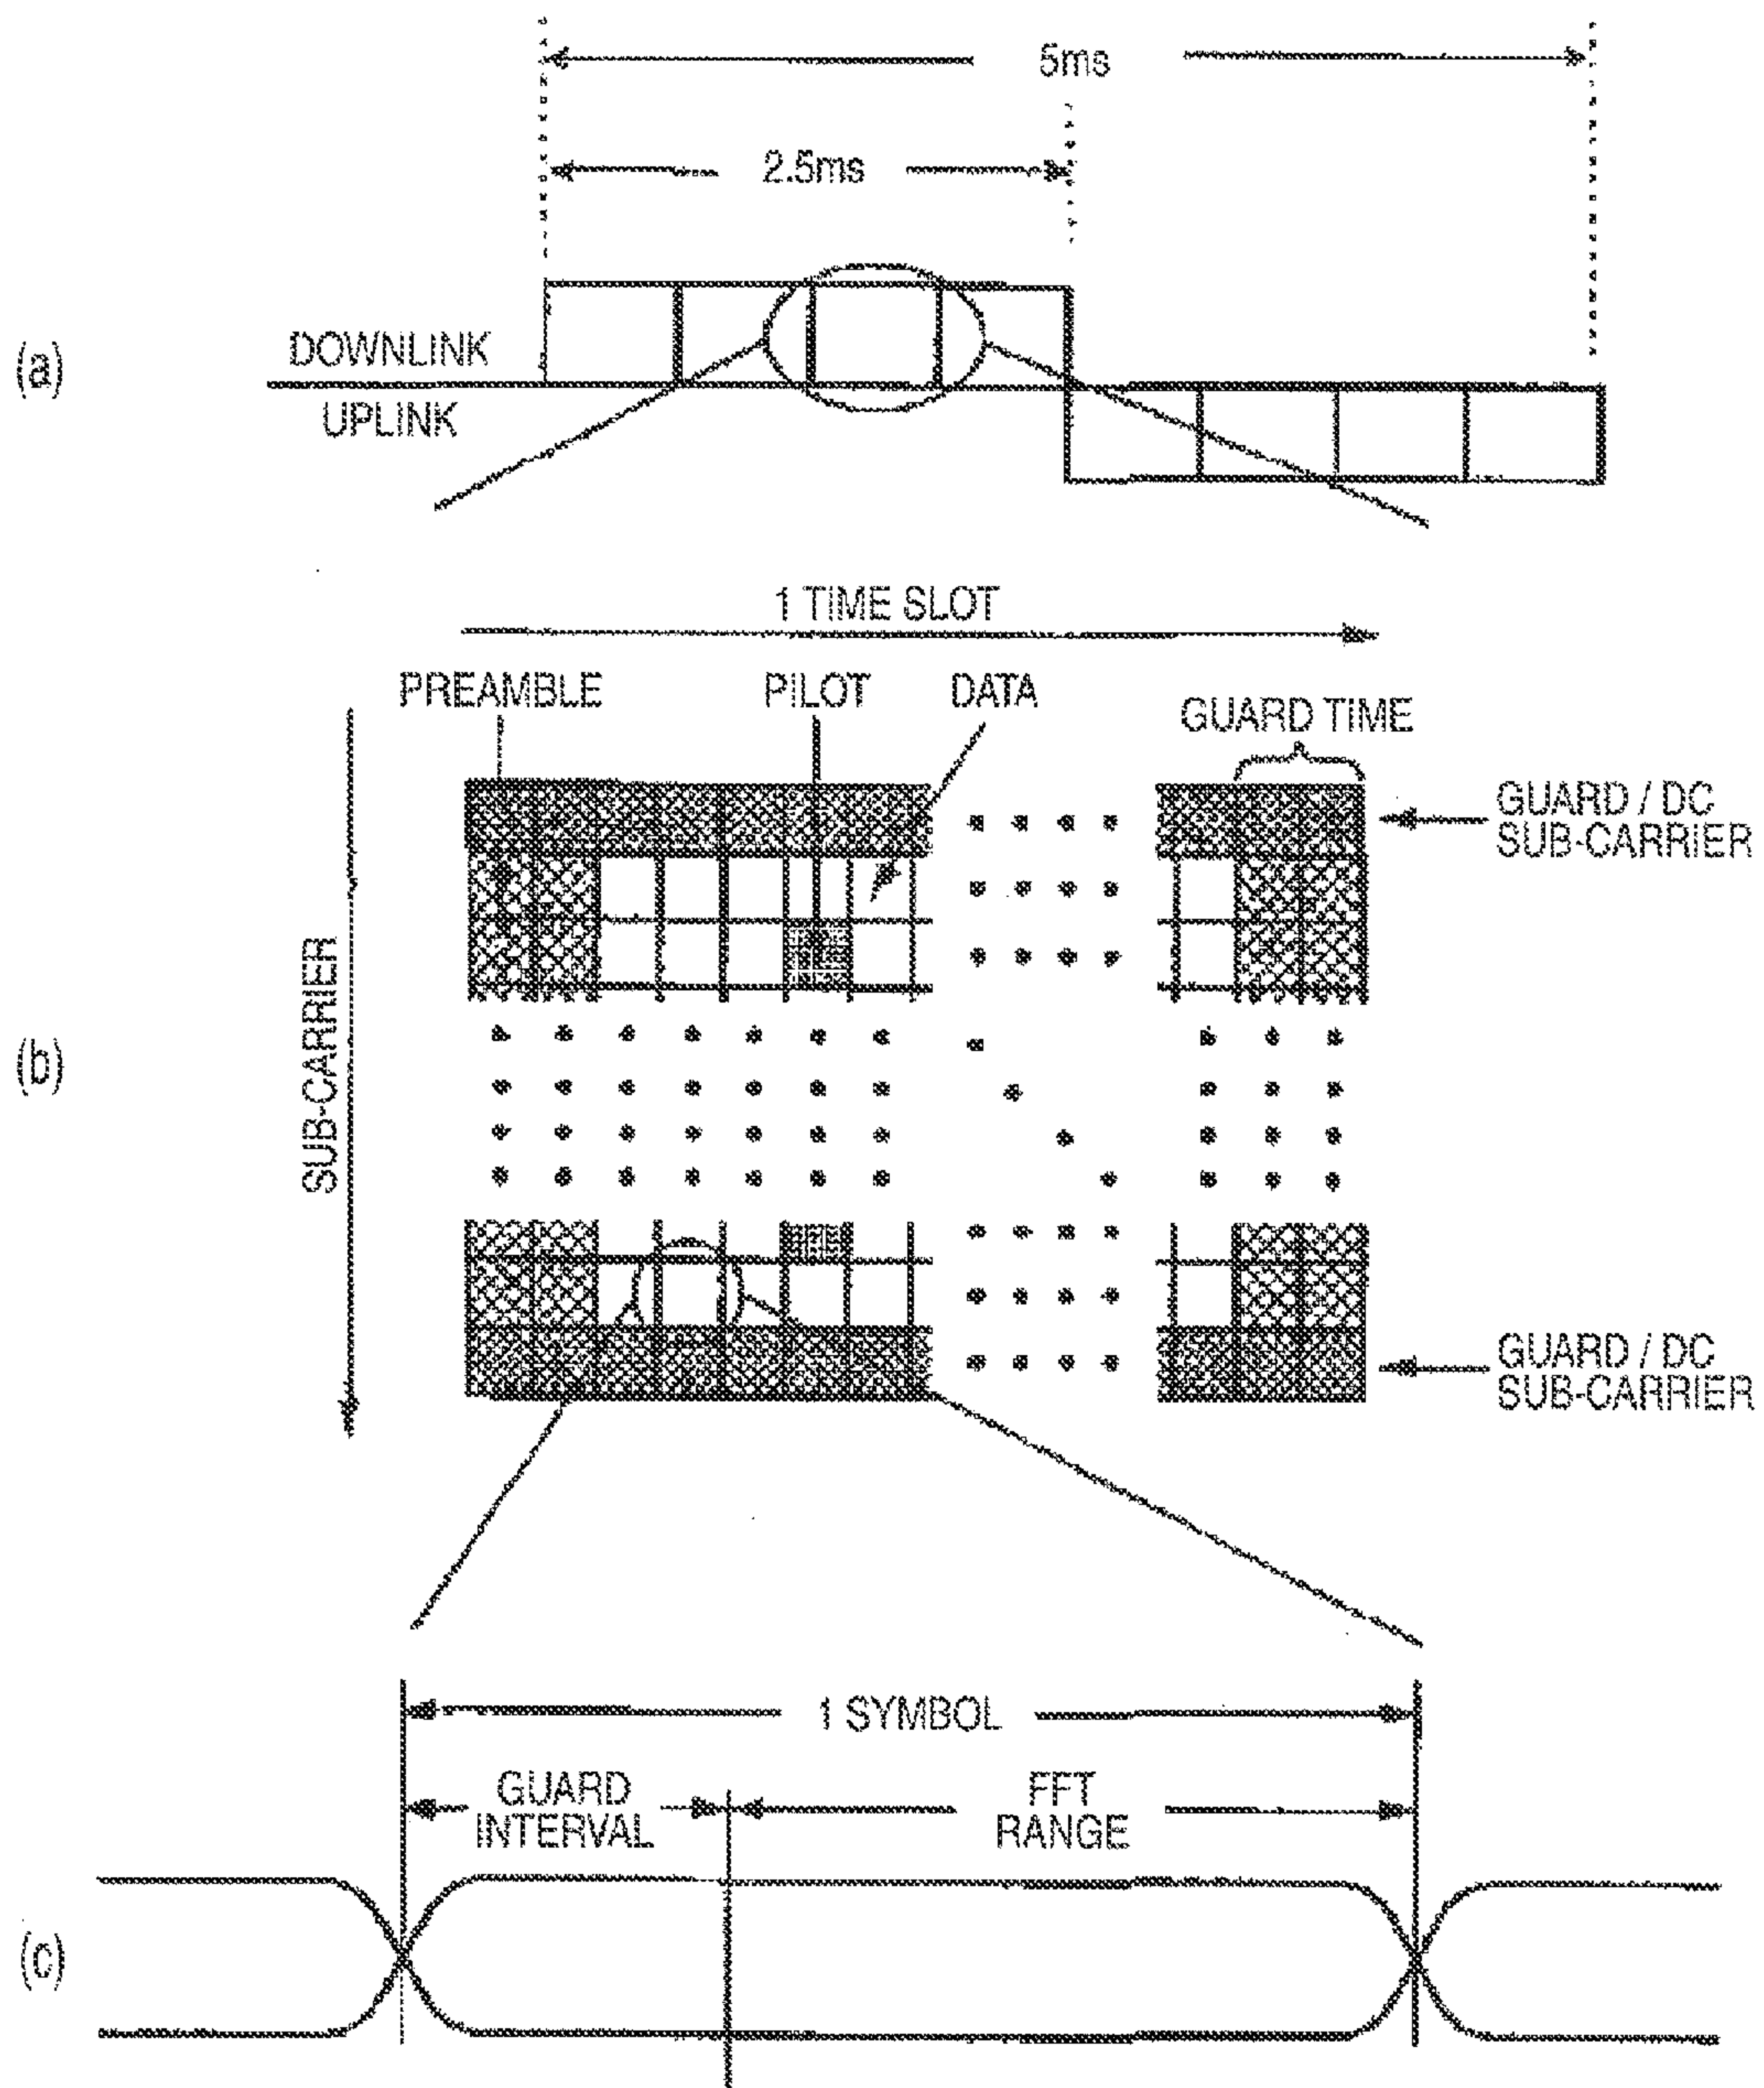 5ms
2.5ms
(a)
DOWNLINK
UPLINK
1 TIME SLOT
PREAMBLE
PILOT
DATA
GUARD TIME
GUARD / DC
SUB-CARRIER
(b)
SUB-CARRIER
GUARD / DC
SUB-CARRIER
1 SYMBOL
GUARD
INTERVAL
FFT
RANGE
(c)